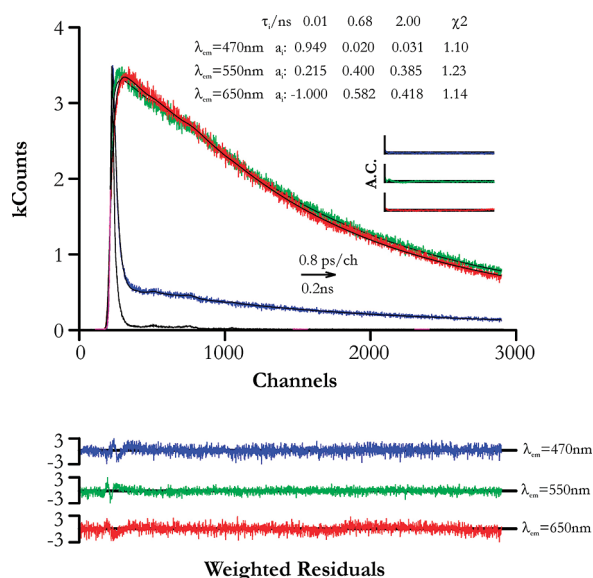 τᵢ/ns 0.01 0.68 2.00 χ2
λem=470nm aᵢ: 0.949 0.020 0.031 1.10
λem=550nm aᵢ: 0.215 0.400 0.385 1.23
λem=650nm aᵢ: -1.000 0.582 0.418 1.14
4
3
2
1
0
kCounts
A.C.
0.8 ps/ch
0.2ns
0 1000 2000 3000
Channels
3
-3
λem=470nm
3
-3
λem=550nm
3
-3
λem=650nm
Weighted Residuals